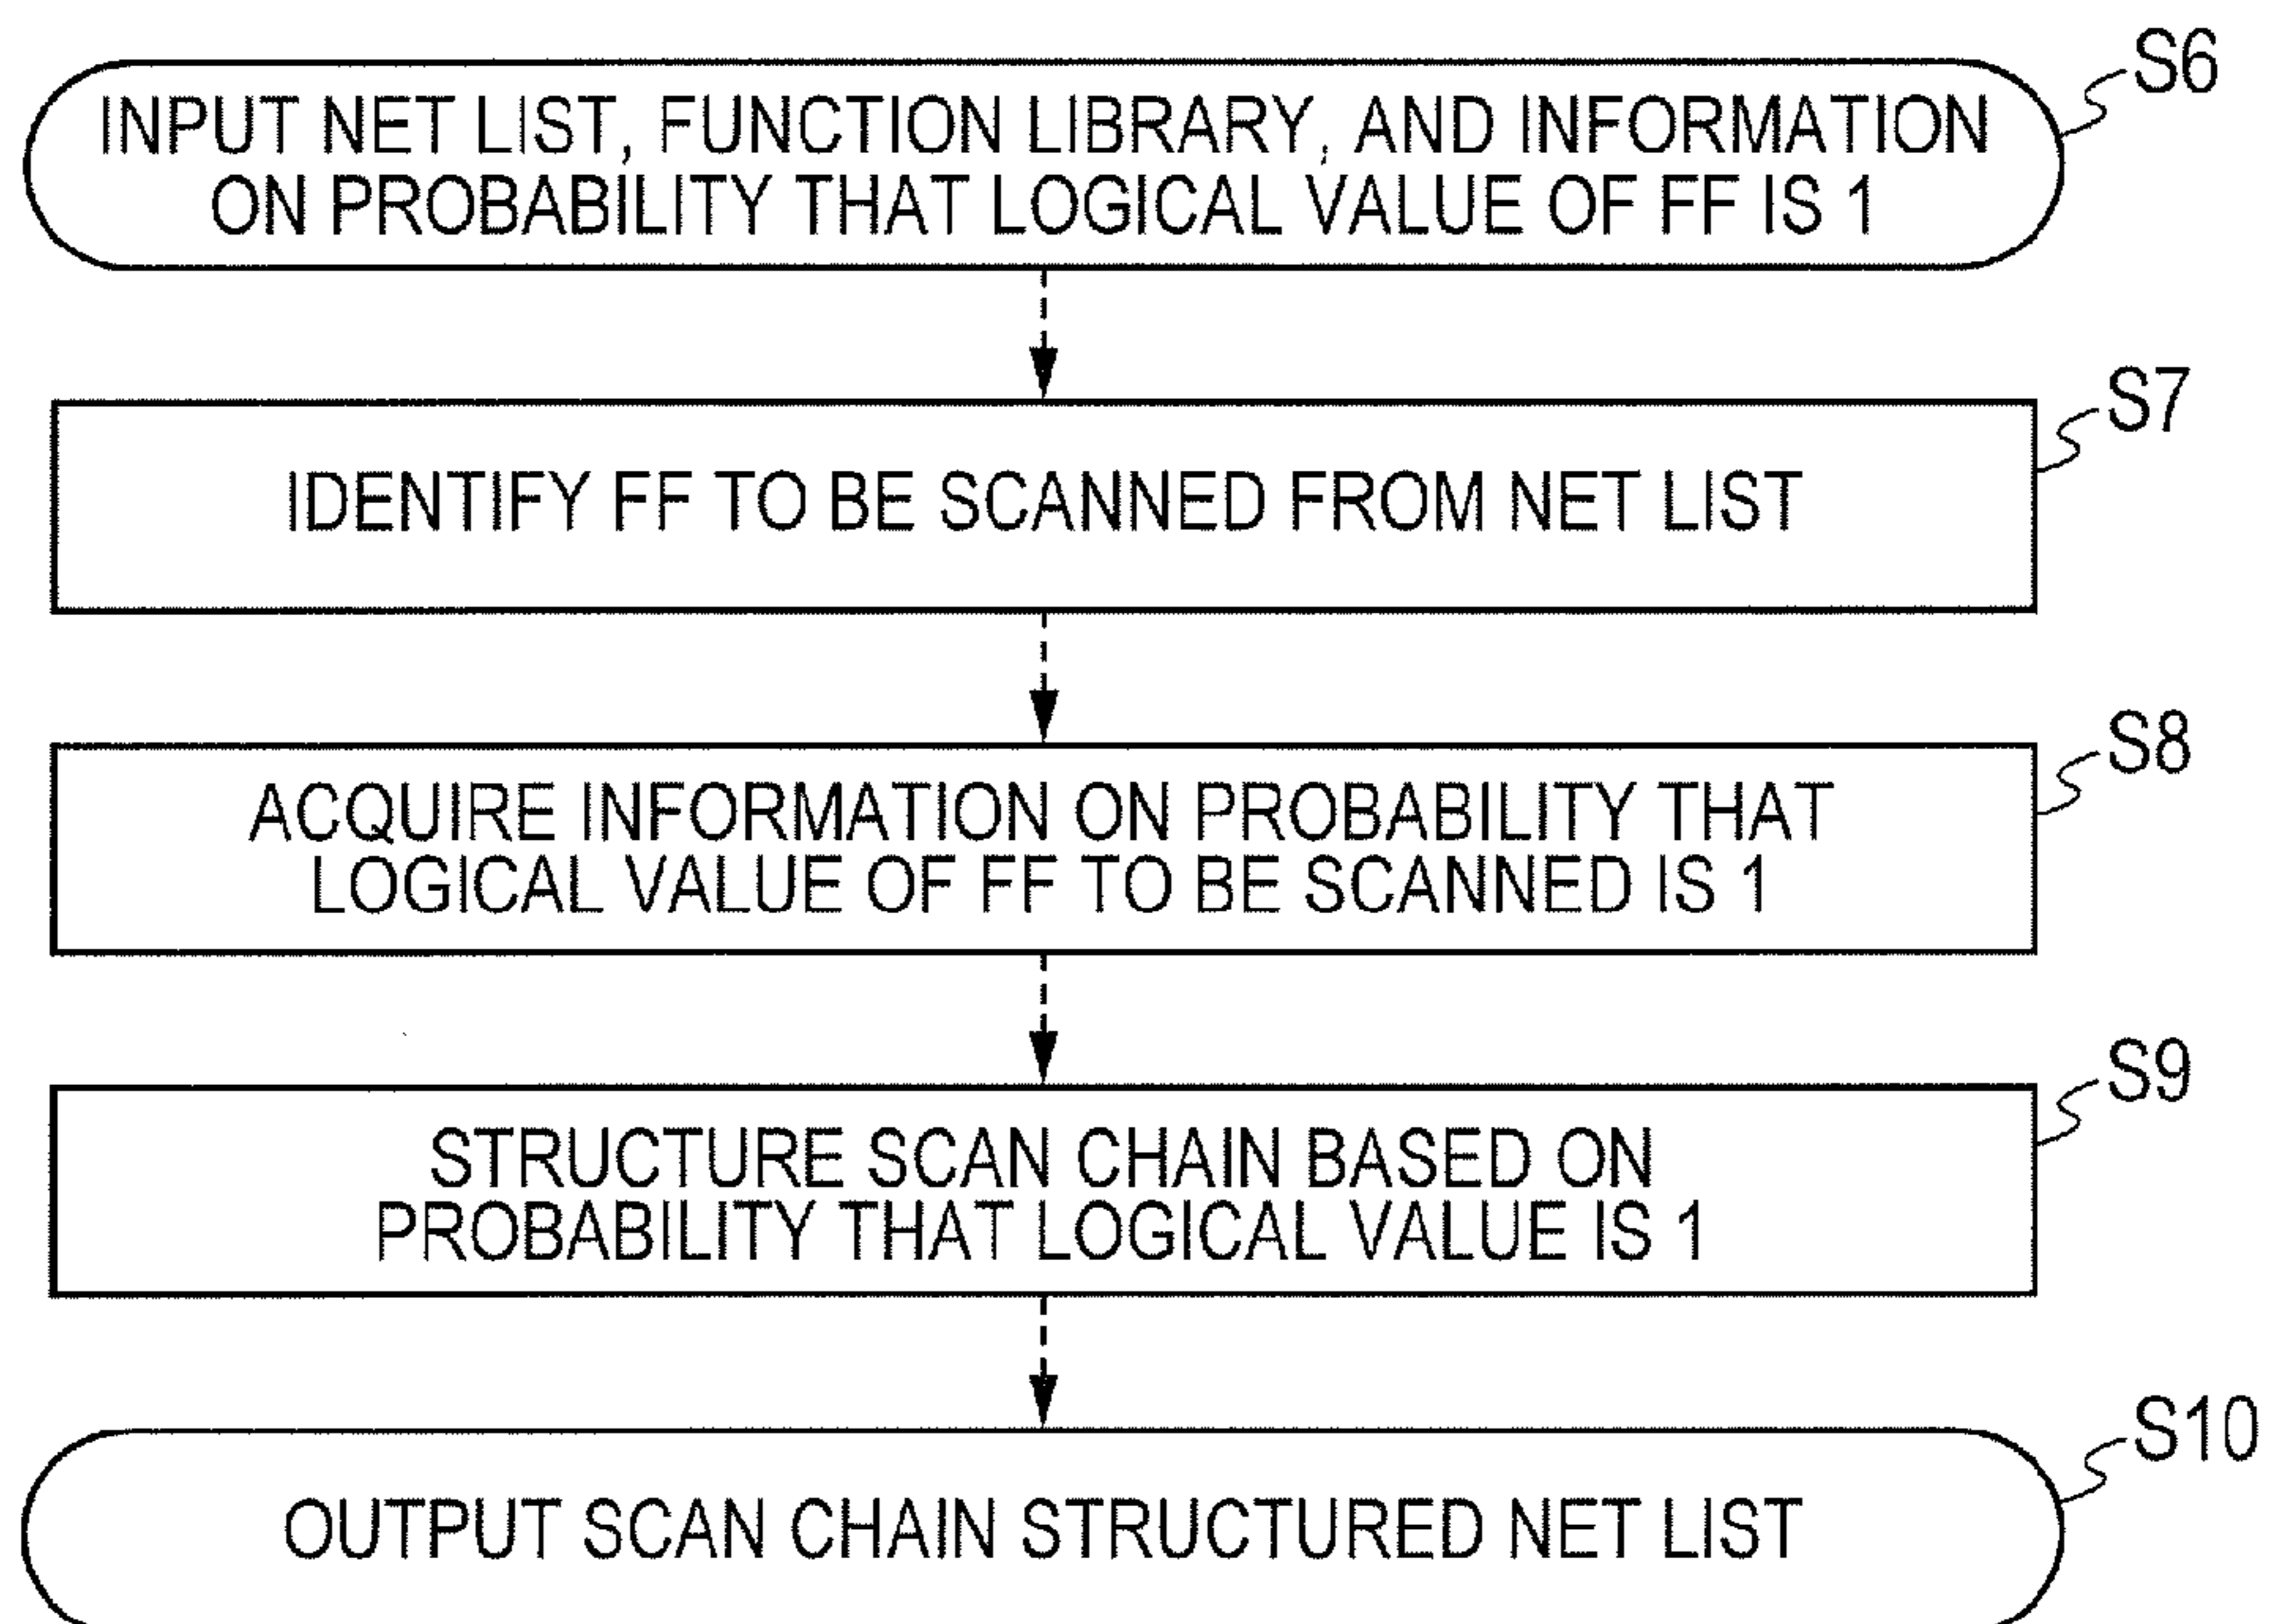 S6
INPUT NET LIST, FUNCTION LIBRARY, AND INFORMATION
ON PROBABILITY THAT LOGICAL VALUE OF FF IS 1
S7
IDENTIFY FF TO BE SCANNED FROM NET LIST
S8
ACQUIRE INFORMATION ON PROBABILITY THAT
LOGICAL VALUE OF FF TO BE SCANNED IS 1
S9
STRUCTURE SCAN CHAIN BASED ON
PROBABILITY THAT LOGICAL VALUE IS 1
S10
OUTPUT SCAN CHAIN STRUCTURED NET LIST